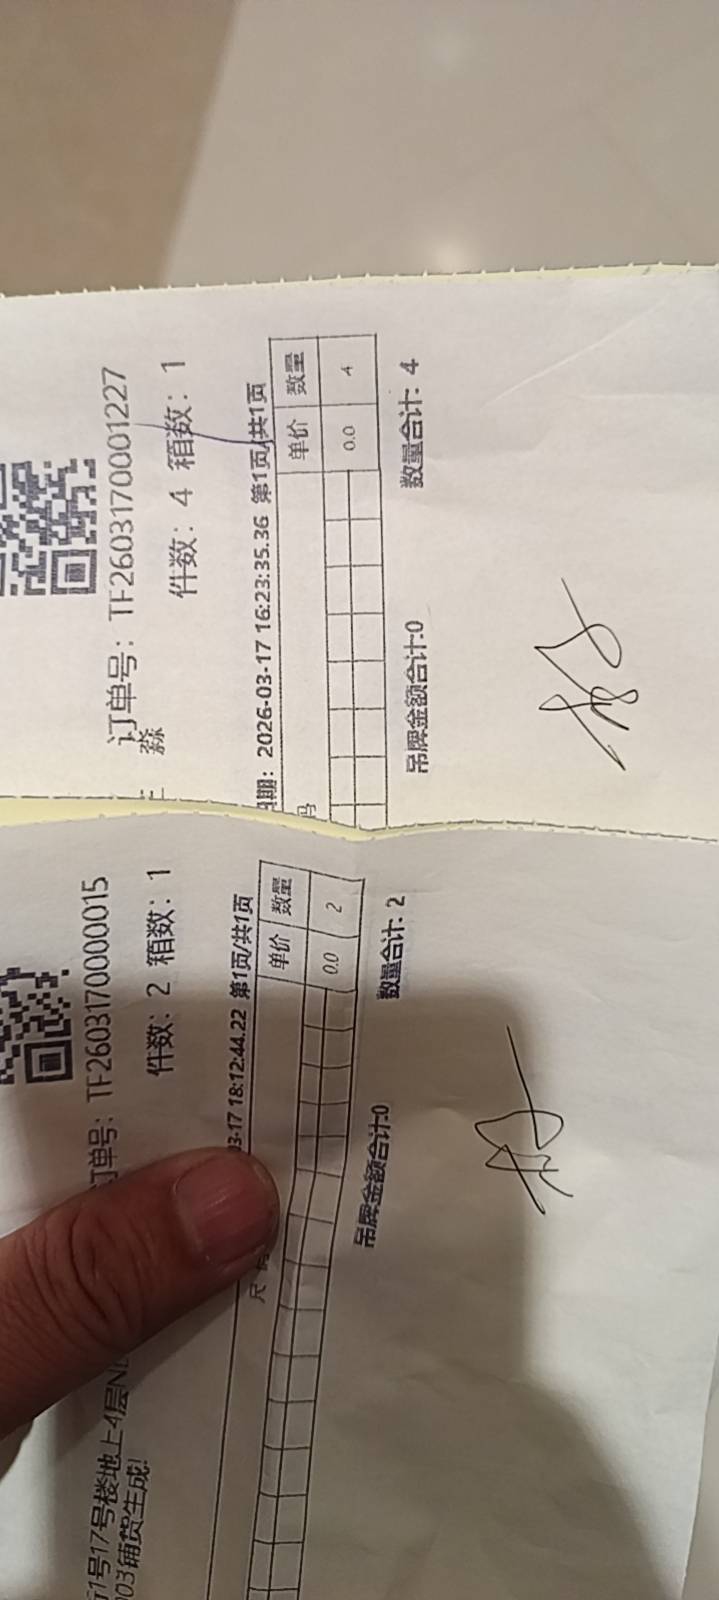 订单号：TF2603170001227
淼
件数：4 箱数：1
日期：2026-03-17 16:23:35.36 第1页/共1页
码
单价 数量
0.0 4
吊牌金额合计:0 数量合计: 4
订单号：TF2603170000015
件数：2 箱数：1
03-17 18:12:44.22 第1页/共1页
尺
单价 数量
0.0 2
吊牌金额合计:0 数量合计: 2
1号17号楼地上4层
003铺货生成!